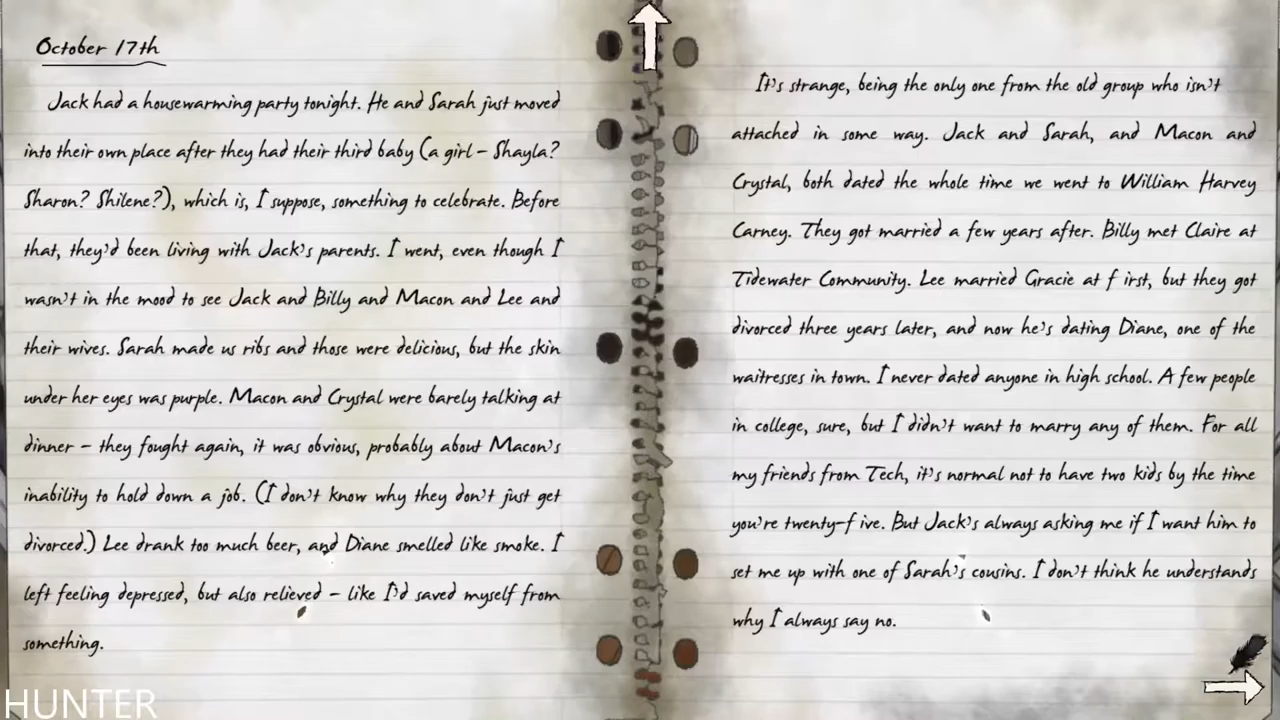 October 17th
Jack had a housewarming party tonight. He and Sarah just moved
into their own place after they had their third baby (a girl – Shayla?
Sharon? Shilene?), which is, I suppose, something to celebrate. Before
that, they'd been living with Jack's parents. I went, even though I
wasn't in the mood to see Jack and Billy and Macon and Lee and
their wives. Sarah made us ribs and those were delicious, but the skin
under her eyes was purple. Macon and Crystal were barely talking at
dinner – they fought again, it was obvious, probably about Macon's
inability to hold down a job. (I don't know why they don't just get
divorced.) Lee drank too much beer, and Diane smelled like smoke. I
left feeling depressed, but also relieved – like I'd saved myself from
something.
It's strange, being the only one from the old group who isn't
attached in some way. Jack and Sarah, and Macon and
Crystal, both dated the whole time we went to William Harvey
Carney. They got married a few years after. Billy met Claire at
Tidewater Community. Lee married Gracie at f irst, but they got
divorced three years later, and now he's dating Diane, one of the
waitresses in town. I never dated anyone in high school. A few people
in college, sure, but I didn't want to marry any of them. For all
my friends from Tech, it's normal not to have two kids by the time
you're twenty-f ive. But Jack's always asking me if I want him to
set me up with one of Sarah's cousins. I don't think he understands
why I always say no.
HUNTER